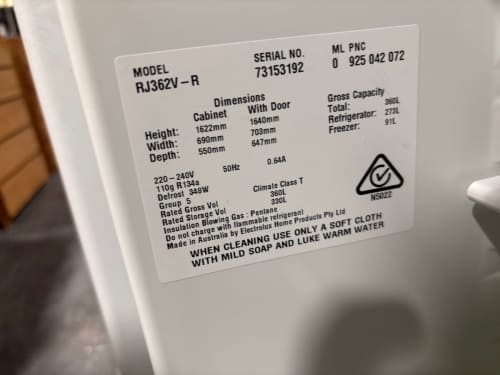 MODEL SERIAL NO. ML PNC
RJ362V-R 73153192 0 925 042 072
Dimensions Gross Capacity
Cabinet With Door Total: 360L
Height: 1622mm 1640mm Refrigerator: 273L
Width: 690mm 703mm Freezer: 91L
Depth: 550mm 647mm
220-240V 50Hz 0.64A
110g R134a
Defrost 348W
Group 5 Climate Class T
Rated Gross Vol 360L
Rated Storage Vol 330L
Insulation Blowing Gas: Pentane
Do not charge with flammable refrigerant
Made in Australia by Electrolux Home Products Pty Ltd
N5022
WHEN CLEANING USE ONLY A SOFT CLOTH
WITH MILD SOAP AND LUKE WARM WATER